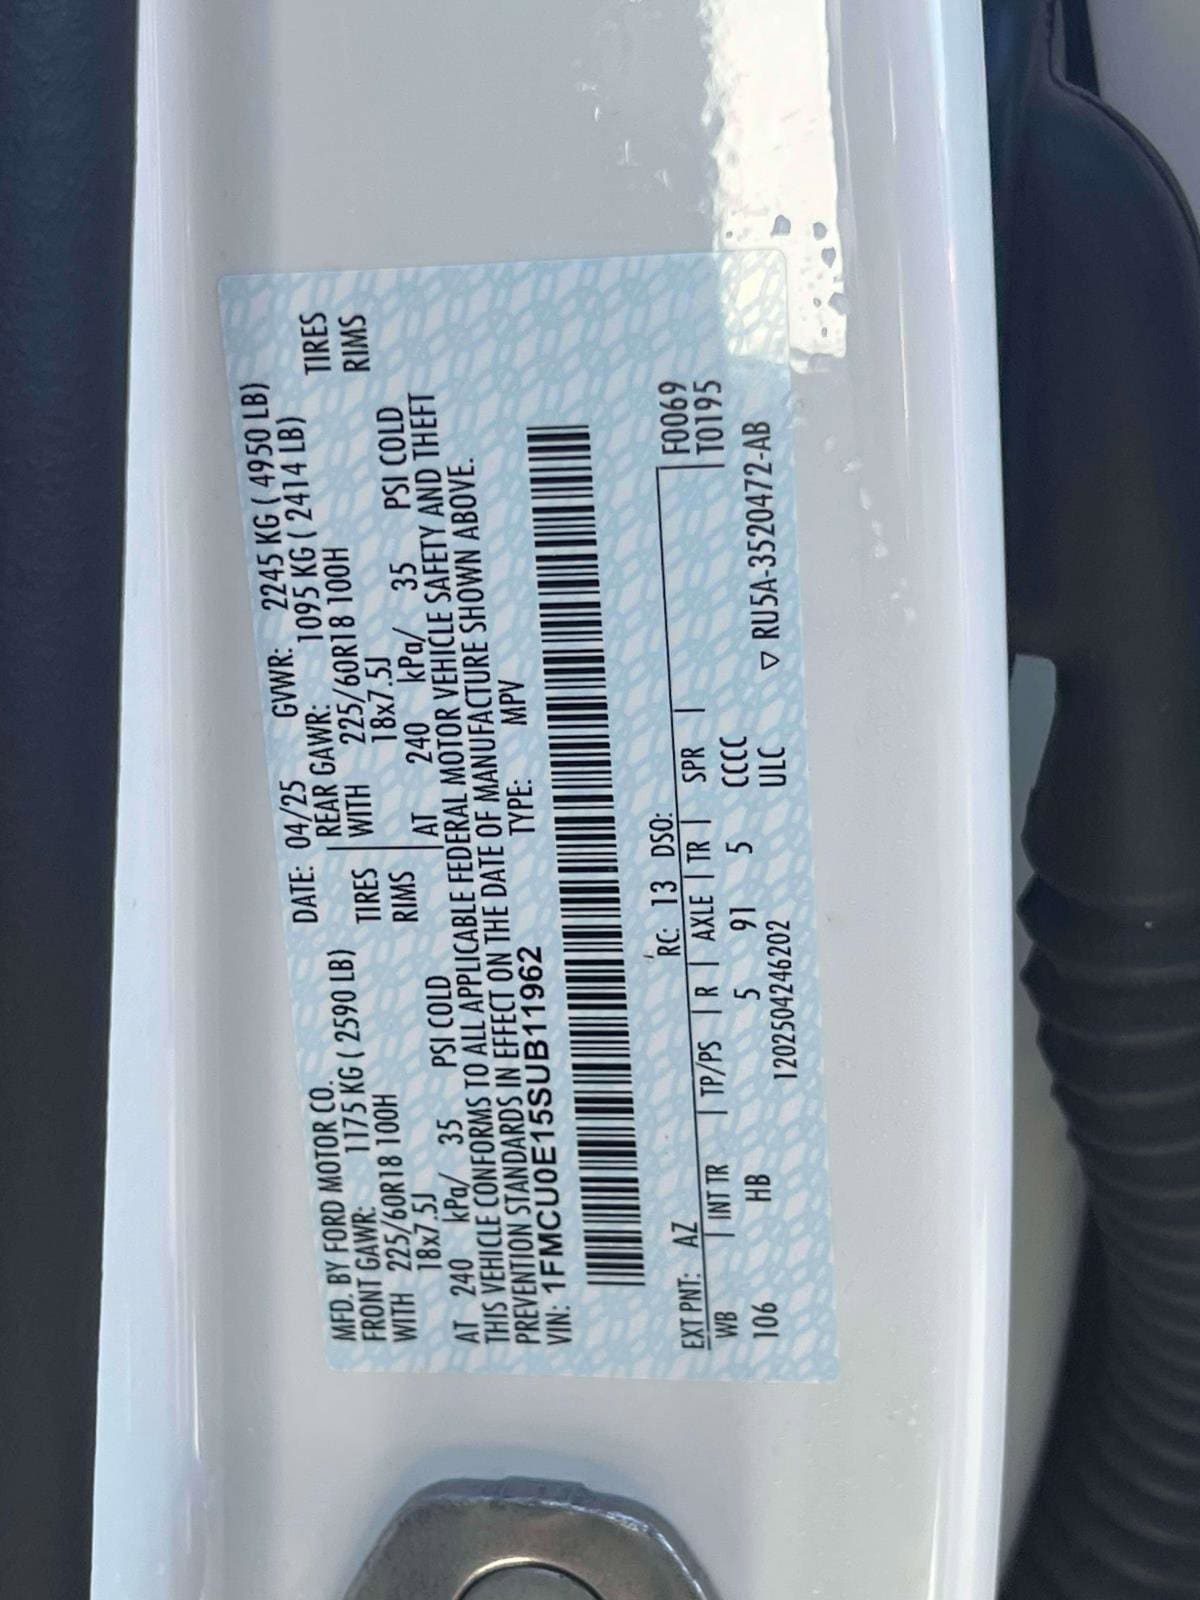 MFD. BY FORD MOTOR CO.
DATE: 04/25 GVWR: 2245 KG ( 4950 LB)
FRONT GAWR: 1175 KG ( 2590 LB) REAR GAWR: 1095 KG ( 2414 LB)
WITH 225/60R18 100H TIRES WITH 225/60R18 100H TIRES
18x7.5J RIMS 18x7.5J RIMS
AT 240 kPa/ 35 PSI COLD AT 240 kPa/ 35 PSI COLD
THIS VEHICLE CONFORMS TO ALL APPLICABLE FEDERAL MOTOR VEHICLE SAFETY AND THEFT
PREVENTION STANDARDS IN EFFECT ON THE DATE OF MANUFACTURE SHOWN ABOVE.
VIN: 1FMCU0E15SUB11962 TYPE: MPV
EXT PNT: AZ RC: 13 DSO: F0069
WB | INT TR | TP/PS | R | AXLE | TR | SPR | T0195
106 HB 5 91 5 CCCC
1202504246202 ULC ▽ RU5A-3520472-AB